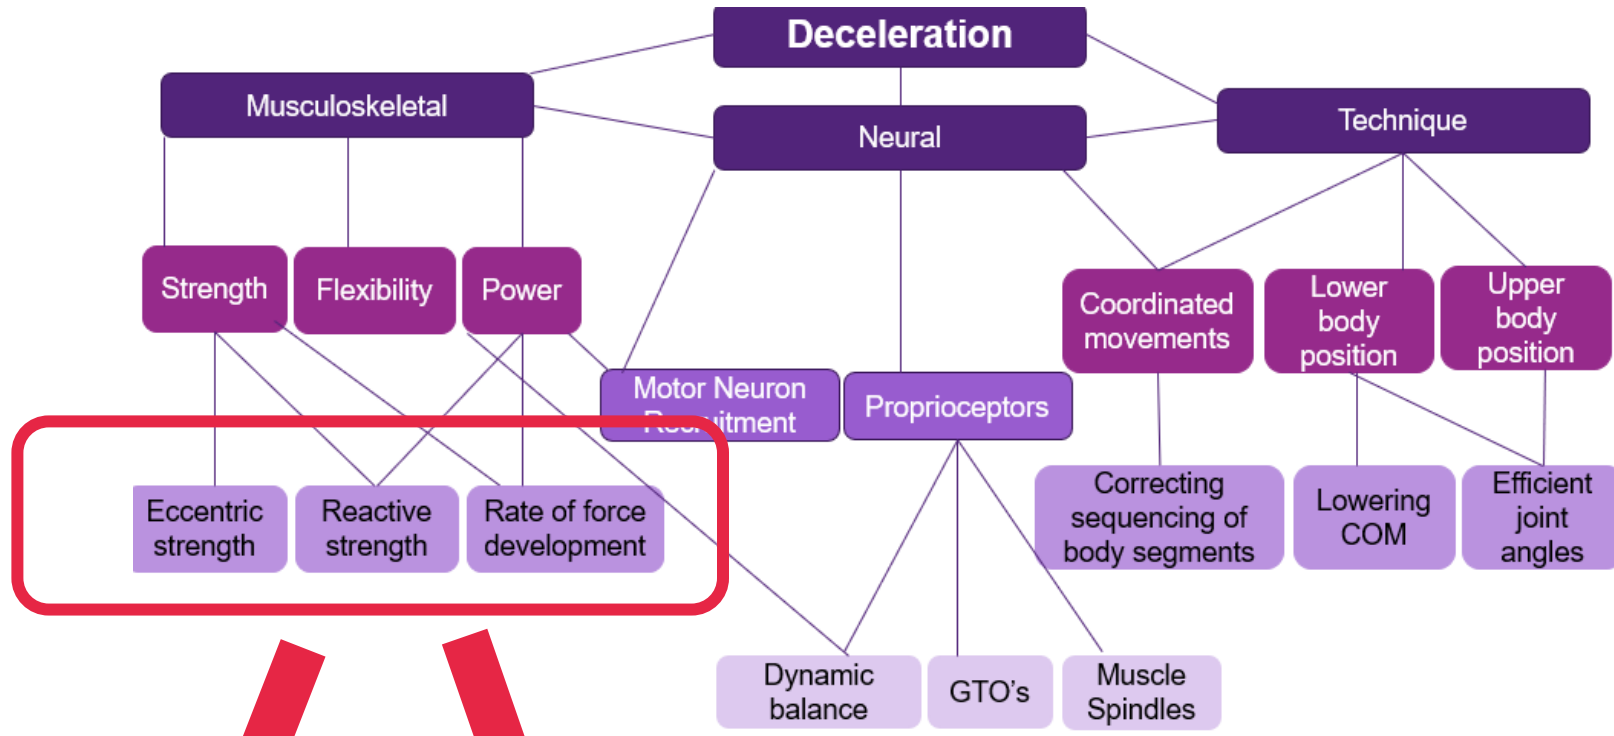 Deceleration
Musculoskeletal
Neural
Technique
Strength
Flexibility
Power
Coordinated
movements
Lower
body
position
Upper
body
position
Motor Neuron
Recruitment
Proprioceptors
Eccentric
strength
Reactive
strength
Rate of force
development
Correcting
sequencing of
body segments
Lowering
COM
Efficient
joint
angles
Dynamic
balance
GTO's
Muscle
Spindles